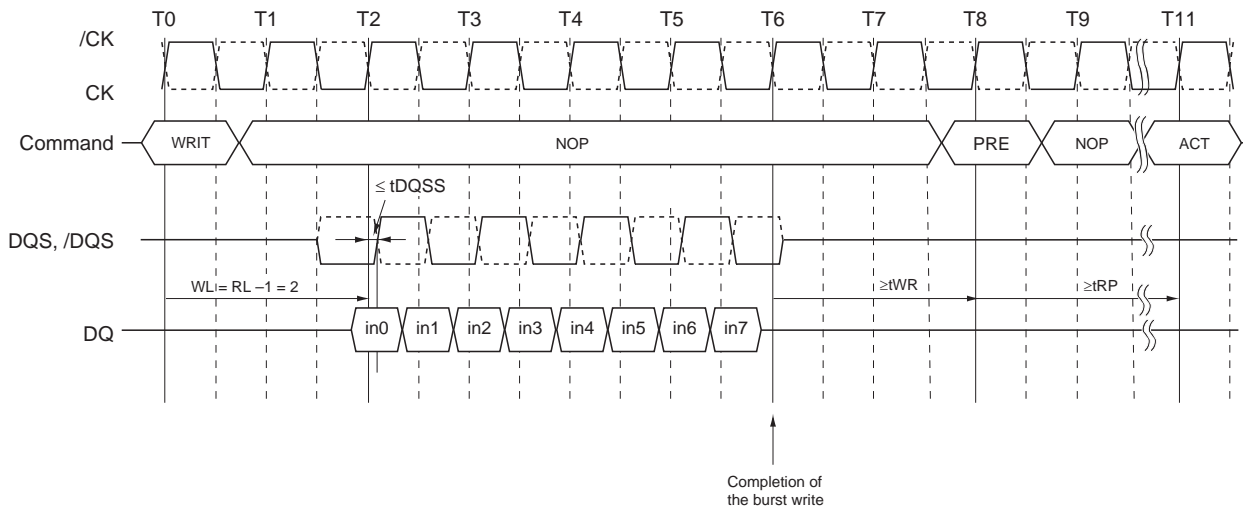 T0 T1 T2 T3 T4 T5 T6 T7 T8 T9 T11
/CK
CK
Command WRIT NOP PRE NOP ACT
≤ tDQSS
DQS, /DQS
WL = RL –1 = 2 ≥tWR ≥tRP
DQ in0 in1 in2 in3 in4 in5 in6 in7
Completion of
the burst write